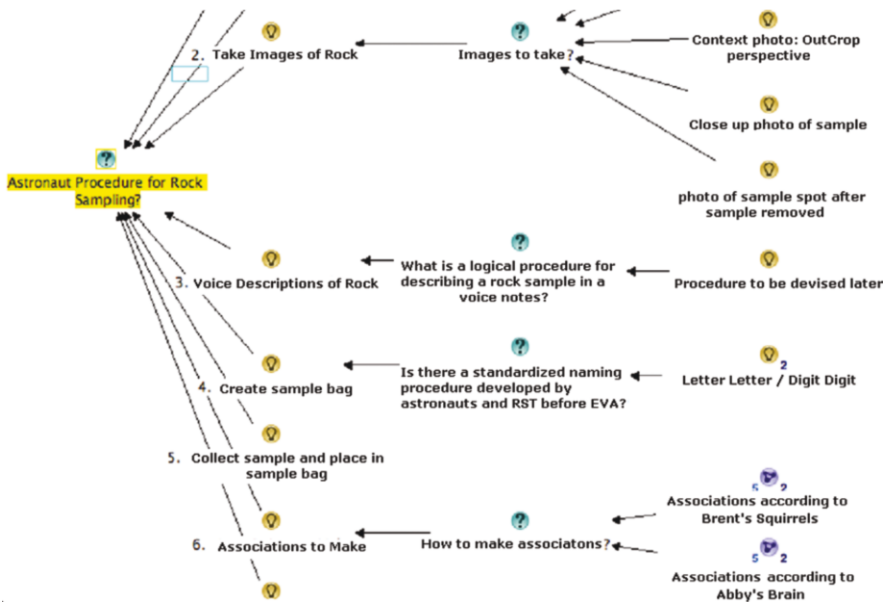 2. Take Images of Rock
Images to take?
Context photo: OutCrop
perspective
Close up photo of sample
Astronaut Procedure for Rock
Sampling?
photo of sample spot after
sample removed
3. Voice Descriptions of Rock
What is a logical procedure for
describing a rock sample in a
voice notes?
Procedure to be devised later
4. Create sample bag
Is there a standardized naming
procedure developed by
astronauts and RST before EVA?
2
Letter Letter / Digit Digit
5. Collect sample and place in
sample bag
6. Associations to Make
How to make associatons?
5 2
Associations according to
Brent's Squirrels
5 2
Associations according to
Abby's Brain